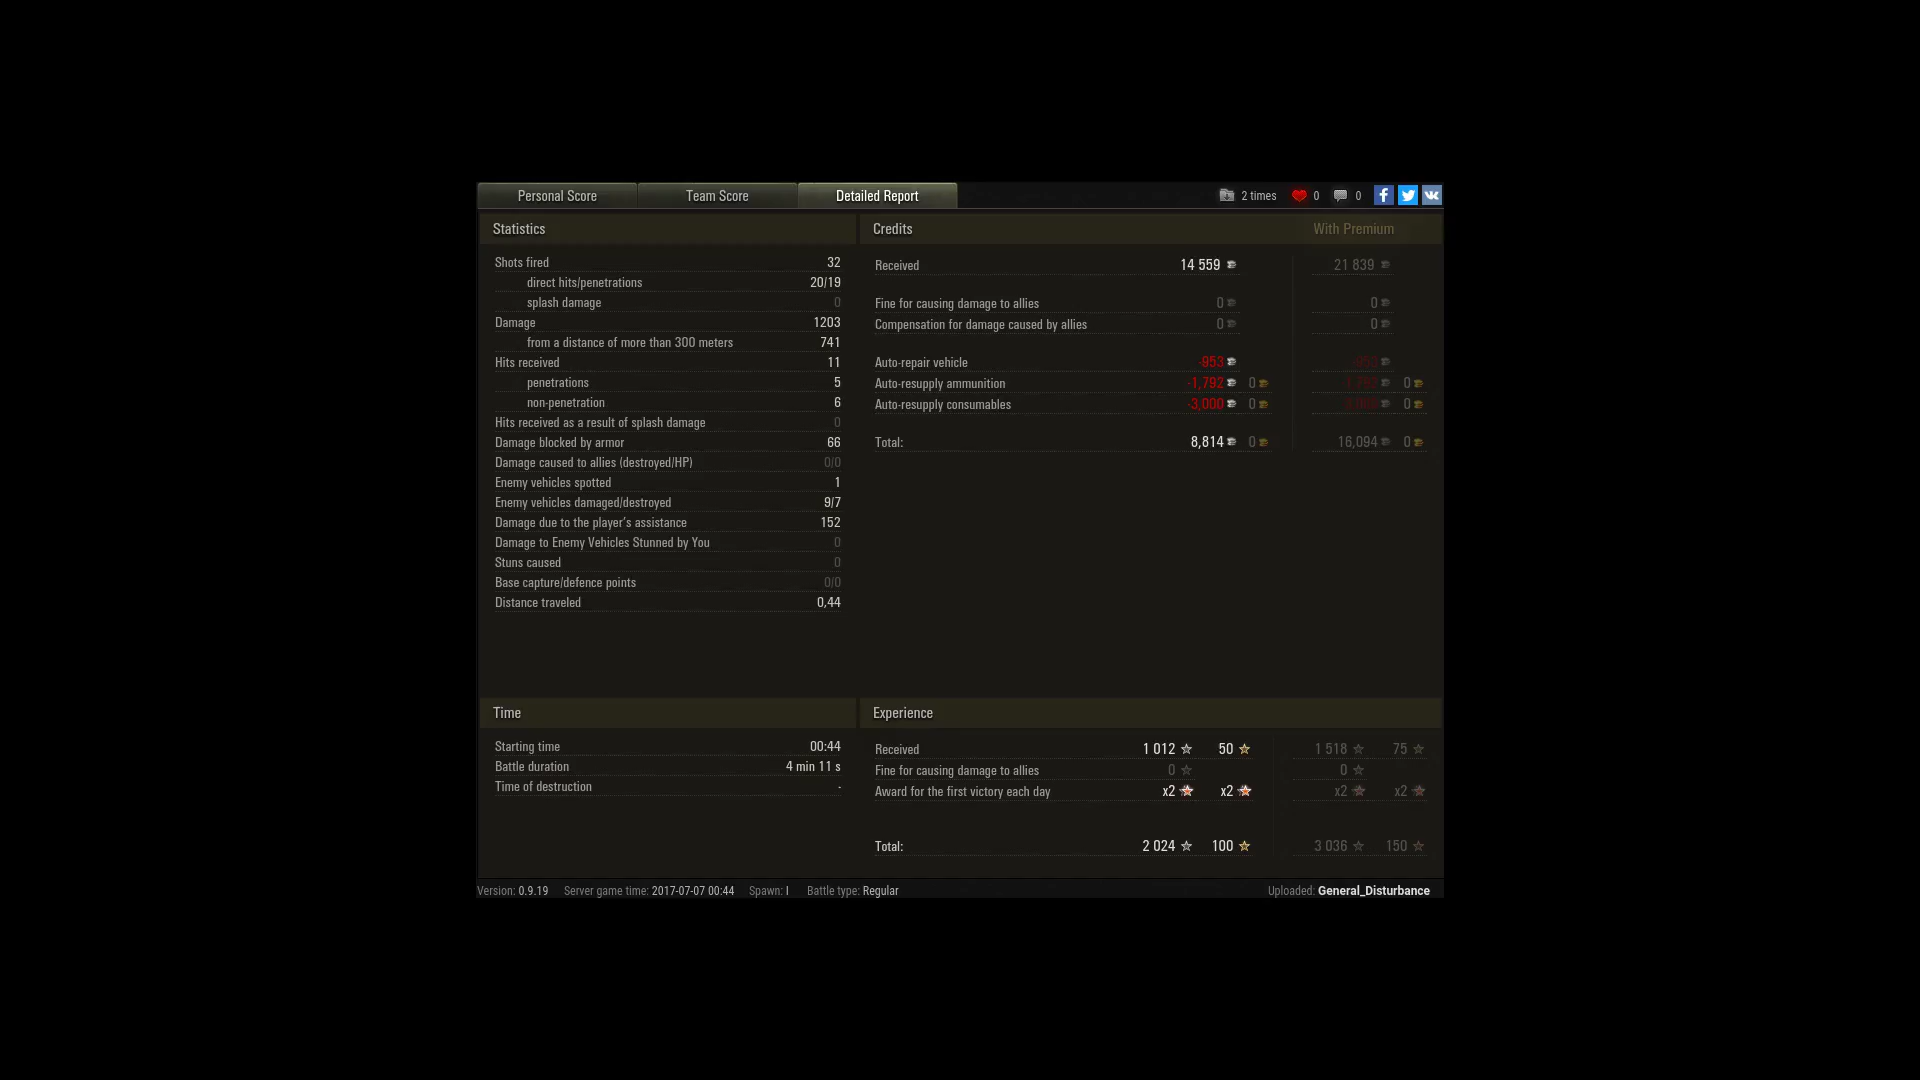 Personal Score Team Score Detailed Report 2 times 0 0
Statistics
Shots fired 32
direct hits/penetrations 20/19
splash damage 0
Damage 1203
from a distance of more than 300 meters 741
Hits received 11
penetrations 5
non-penetration 6
Hits received as a result of splash damage 0
Damage blocked by armor 66
Damage caused to allies (destroyed/HP) 0/0
Enemy vehicles spotted 1
Enemy vehicles damaged/destroyed 9/7
Damage due to the player's assistance 152
Damage to Enemy Vehicles Stunned by You 0
Stuns caused 0
Base capture/defence points 0/0
Distance traveled 0,44
Credits With Premium
Received 14 559 21 839
Fine for causing damage to allies 0 0
Compensation for damage caused by allies 0 0
Auto-repair vehicle -953 -953
Auto-resupply ammunition -1,792 0 -1,792 0
Auto-resupply consumables -3,000 0 -3,000 0
Total: 8,814 0 16,094 0
Time
Starting time 00:44
Battle duration 4 min 11 s
Time of destruction -
Experience
Received 1 012 50 1 518 75
Fine for causing damage to allies 0 0
Award for the first victory each day x2 x2 x2 x2
Total: 2 024 100 3 036 150
Version: 0.9.19 Server game time: 2017-07-07 00:44 Spawn: I Battle type: Regular Uploaded: General_Disturbance